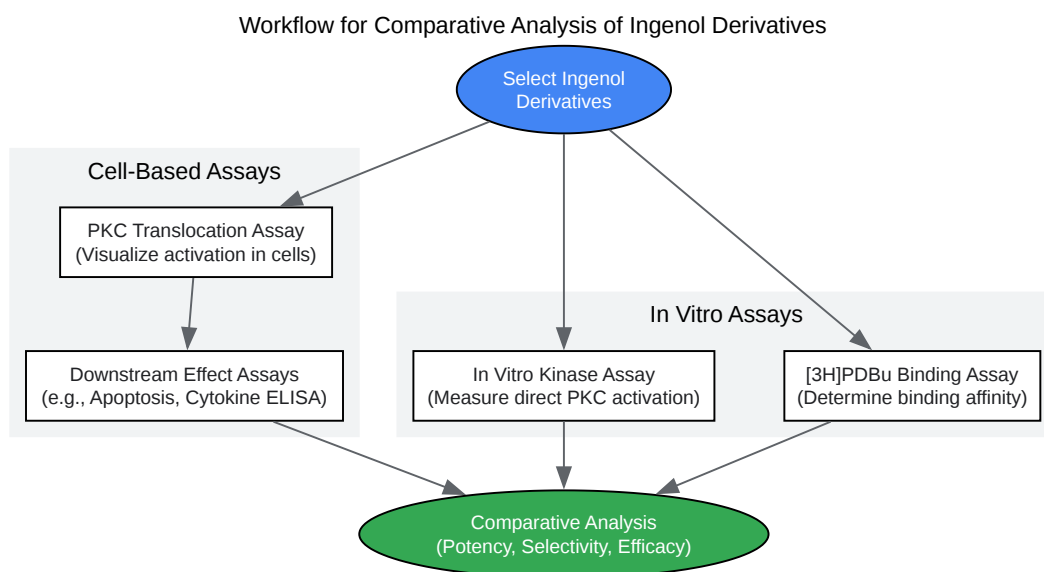 Workflow for Comparative Analysis of Ingenol Derivatives
Select Ingenol
Derivatives
Cell-Based Assays
PKC Translocation Assay
(Visualize activation in cells)
Downstream Effect Assays
(e.g., Apoptosis, Cytokine ELISA)
In Vitro Assays
In Vitro Kinase Assay
(Measure direct PKC activation)
[3H]PDBu Binding Assay
(Determine binding affinity)
Comparative Analysis
(Potency, Selectivity, Efficacy)